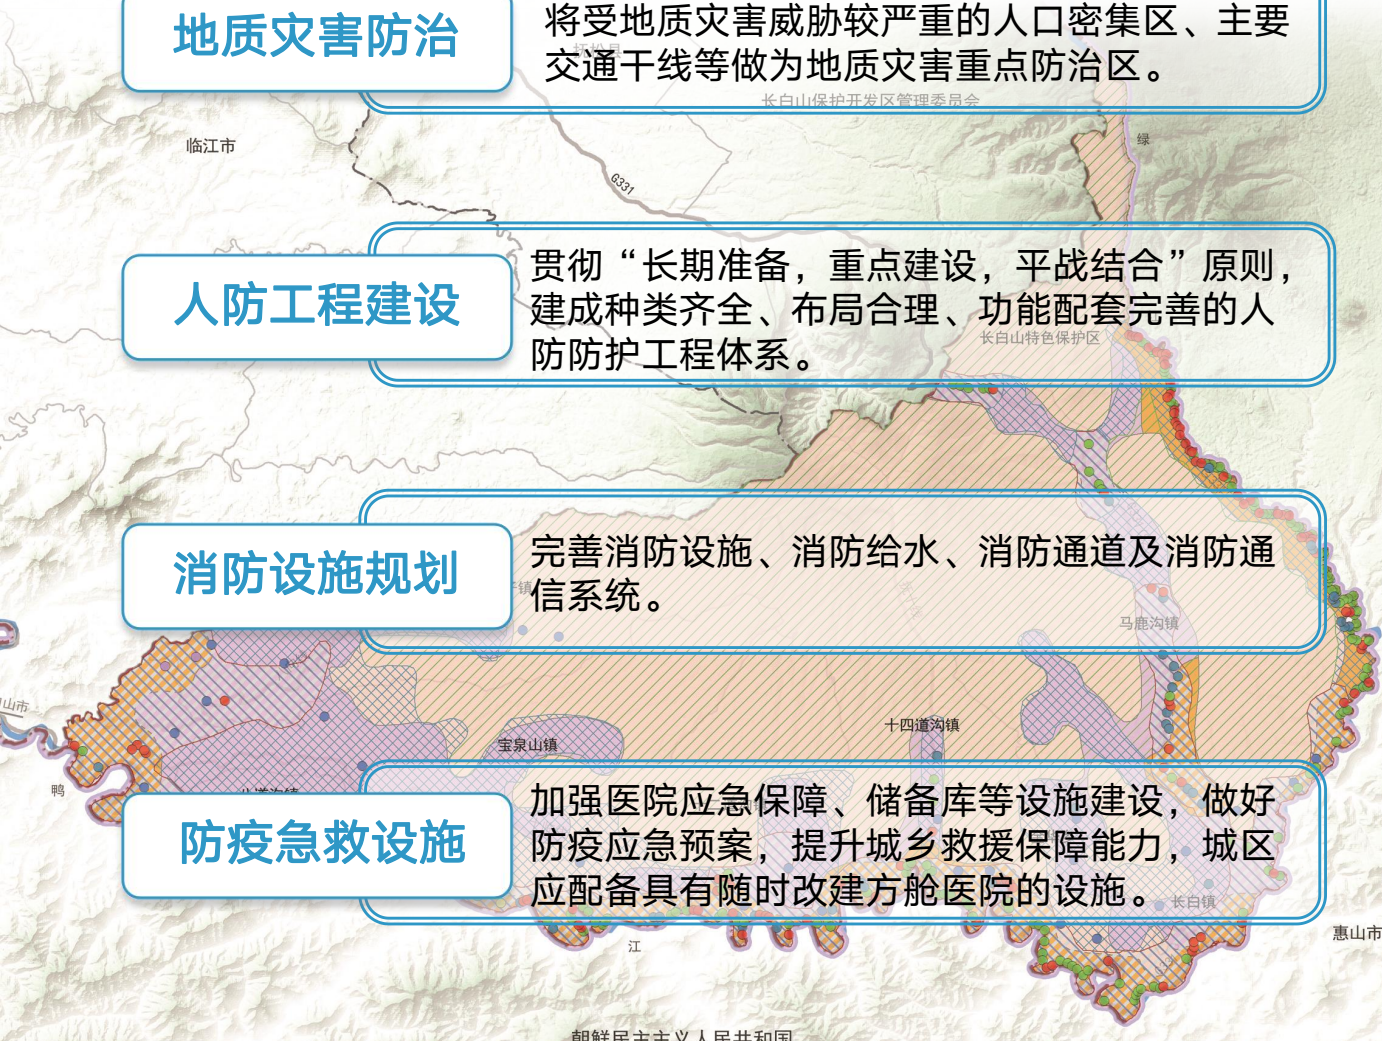 地质灾害防治
将受地质灾害威胁较严重的人口密集区、主要
交通干线等做为地质灾害重点防治区。
抚松县
长白山保护开发区管理委员会
临江市
绿
G331
人防工程建设
贯彻“长期准备，重点建设，平战结合”原则，
建成种类齐全、布局合理、功能配套完善的人
防防护工程体系。
长白山特色保护区
消防设施规划
完善消防设施、消防给水、消防通道及消防通
信系统。
镇
马鹿沟镇
山市
十四道沟镇
宝泉山镇
鸭
八道沟镇
防疫急救设施
加强医院应急保障、储备库等设施建设，做好
防疫应急预案，提升城乡救援保障能力，城区
应配备具有随时改建方舱医院的设施。
长白镇
惠山市
江
朝鲜民主主义人民共和国